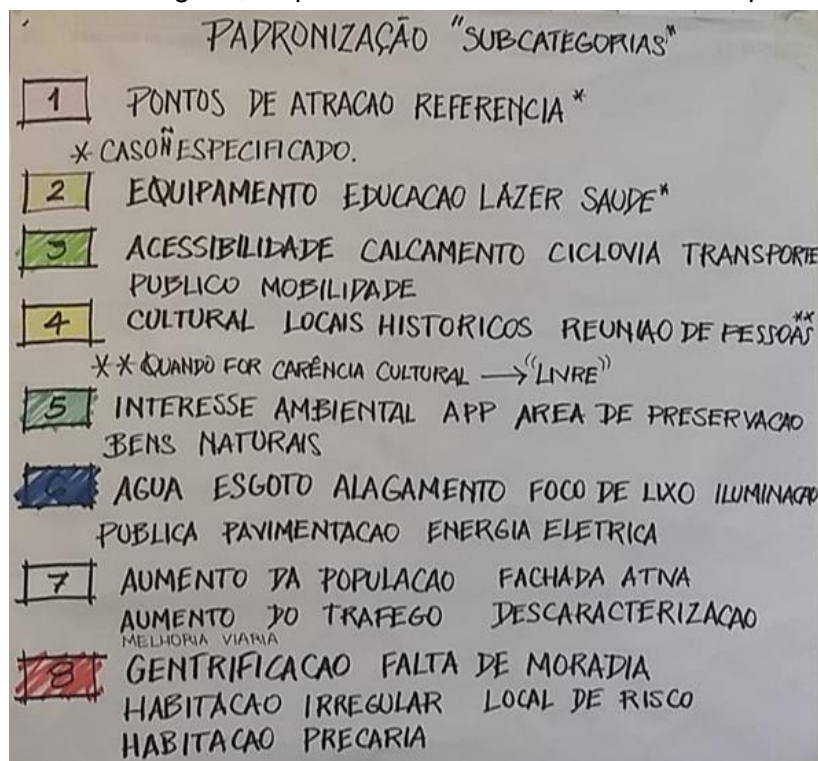 PADRONIZAÇÃO "SUBCATEGORIAS"
1 PONTOS DE ATRACAO REFERENCIA*
* CASO Ñ ESPECIFICADO.
2 EQUIPAMENTO EDUCACAO LAZER SAUDE*
3 ACESSIBILIDADE CALCAMENTO CICLOVIA TRANSPORTE
PUBLICO MOBILIDADE
4 CULTURAL LOCAIS HISTORICOS REUNIAO DE PESSOAS**
** QUANDO FOR CARÊNCIA CULTURAL → "LIVRE"
5 INTERESSE AMBIENTAL APP AREA DE PRESERVACAO
BENS NATURAIS
6 AGUA ESGOTO ALAGAMENTO FOCO DE LIXO ILUMINACAO
PUBLICA PAVIMENTACAO ENERGIA ELETRICA
7 AUMENTO DA POPULACAO FACHADA ATIVA
AUMENTO DO TRAFEGO DESCARACTERIZACAO
MELHORIA VIARIA
8 GENTRIFICACAO FALTA DE MORADIA
HABITACAO IRREGULAR LOCAL DE RISCO
HABITACAO PRECARIA